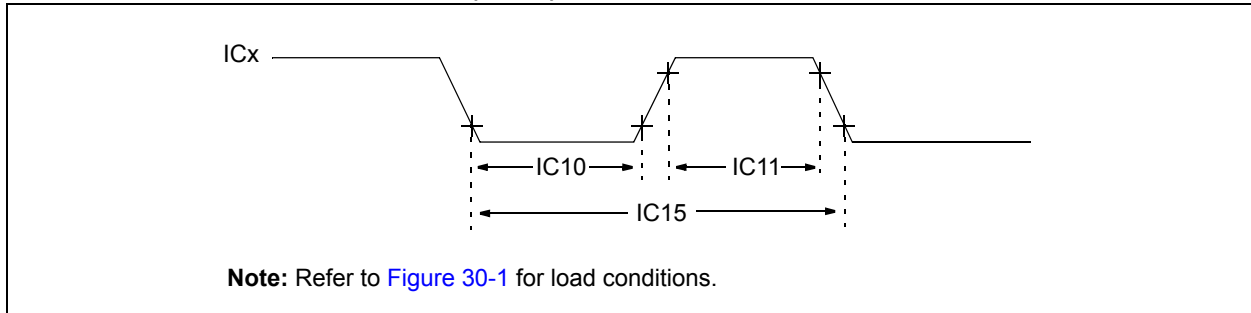 ICx
IC10
IC11
IC15
Note: Refer to Figure 30-1 for load conditions.